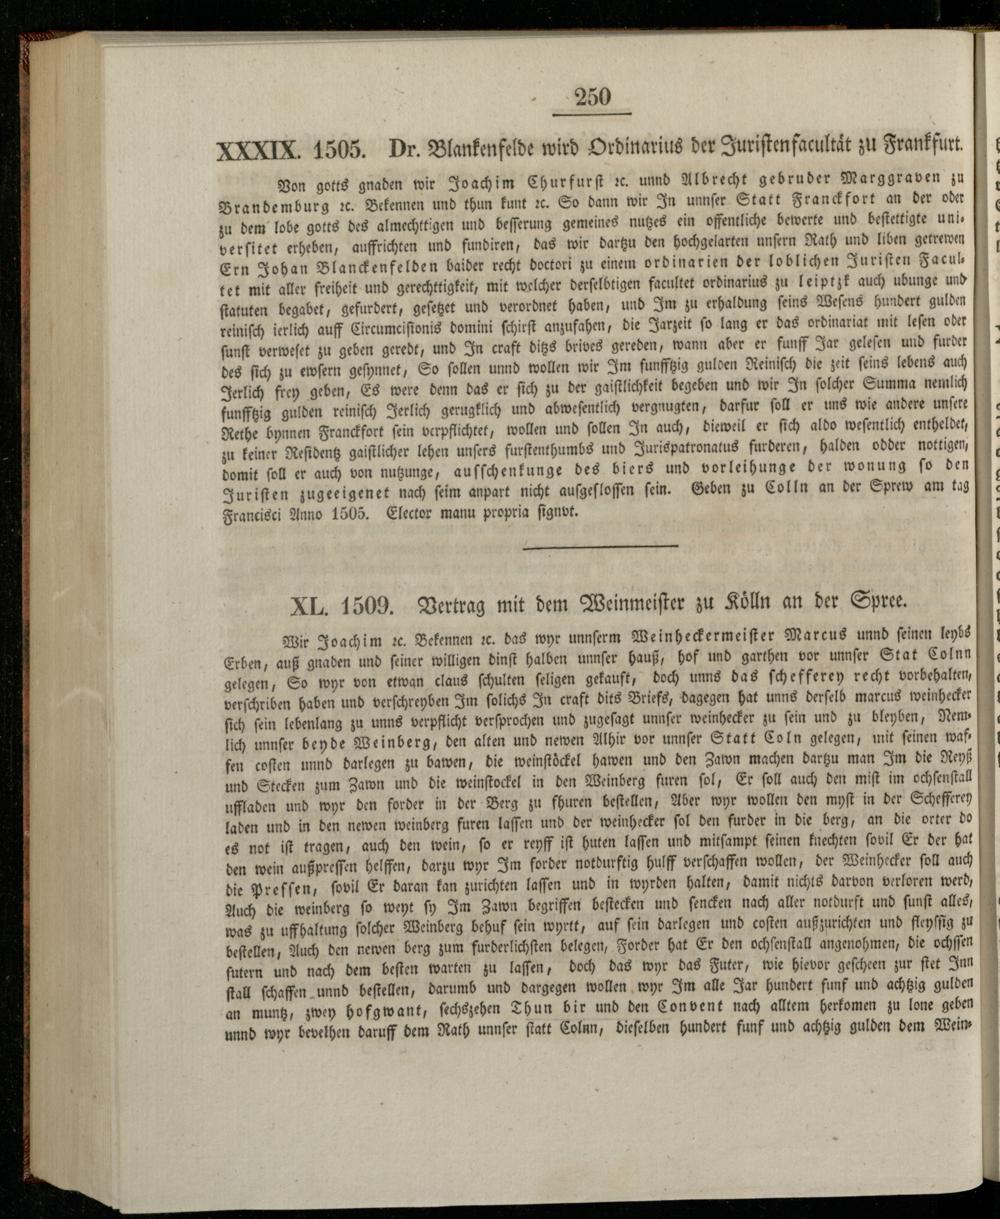 250
XXXIX. 1505. Dr. Blankenfelde wird Ordinarius der Juristenfacultät zu Frankfurt.
Von gotts gnaden wir Joachim Churfurst ꝛc. unnd Albrecht gebruder Marggraven zu
Brandemburg ꝛc. Bekennen und thun kunt ꝛc. So dann wir In unnser Statt Franckfort an der oder
zu dem lobe gotts des almechttigen und besserung gemeines nutzes ein offentliche bewerte und bestettigte uni-
versitet erheben, auffrichten und fundiren, das wir dartzu den hochgelarten unsern Rath und liben getrewen
Ern Johan Blanckenfelden baider recht doctori zu einem ordinarien der loblichen Juristen Facul-
tet mit aller freiheit und gerechttigkeit, mit welcher derselbtigen facultet ordinarius zu leiptzk auch ubunge und
statuten begabet, gefurdert, gesetzet und verordnet haben, und Im zu erhaldung seins Wesens hundert gulden
reinisch ierlich auff Circumcisionis domini schirst anzufahen, die Jarzeit so lang er das ordinariat mit lesen oder
sunst verweset zu geben geredt, und In craft ditzs brives gereden, wann aber er funff Jar gelesen und furder
des sich zu ewsern gesynnet, So sollen unnd wollen wir Im funfftzig gulden Reinisch die zeit seins lebens auch
Jerlich frey geben, Es were denn das er sich zu der gaistlichkeit begeben und wir In solcher Summa nemlich
funfftzig gulden reinisch Jerlich gerugklich und abwesentlich vergnugten, darfur soll er uns wie andere unsere
Rethe bynnen Franckfort sein verpflichtet, wollen und sollen In auch, dieweil er sich aldo wesentlich entheldet,
zu keiner Residentz gaistlicher lehen unsers furstenthumbs und Jurispatronatus furderen, halden odder nottigen,
domit soll er auch von nutzunge, ausschenkunge des biers und vorleihunge der wonung so den
Juristen zugeeigenet nach seim anpart nicht ausgeslossen sein. Geben zu Colln an der Sprew am tag
Francisci Anno 1505. Elector manu propria signvt.
XL. 1509. Vertrag mit dem Weinmeister zu Kölln an der Spree.
Wir Joachim ꝛc. Bekennen ꝛc. das wyr unnserm Weinheckermeister Marcus unnd seinen leybs
Erben, auß gnaden und seiner willigen dinst halben unnser hauß, hof und garthen vor unnser Stat Colnn
gelegen, So wyr von etwan claus schulten seligen gekauft, doch unns das schefferey recht vorbehalten,
verschriben haben und verschreyben Im solichs In craft dits Briefs, dagegen hat unns derselb marcus weinhecker
sich sein lebenlang zu unns verpflicht versprochen und zugesagt unnser weinhecker zu sein und zu bleyben, Nem-
lich unnser beyde Weinberg, den alten und newen Alhir vor unnser Statt Coln gelegen, mit seinen waf-
fen costen unnd darlegen zu bawen, die weinstöckel hawen und den Zawn machen dartzu man Im die Reyß
und Stecken zum Zawn und die weinstockel in den Weinberg furen sol, Er soll auch den mist im ochsenstall
uffladen und wyr den forder in der Berg zu fhuren bestellen, Aber wyr wollen den myst in der Schefferey
laden und in den newen weinberg furen lassen und der weinhecker sol den furder in die berg, an die orter do
es not ist tragen, auch den wein, so er reyff ist huten lassen und mitsampt seinen knechten sovil Er der hat
den wein außpressen helffen, darzu wyr Im forder notdurftig hulff verschaffen wollen, der Weinhecker soll auch
die Pressen, sovil Er daran kan zurichten lassen und in wyrden halten, damit nichts darvon verloren werd,
Auch die weinberg so weyt sy Im Zawn begriffen bestecken und sencken nach aller notdurft und sunst alles,
was zu uffhaltung solcher Weinberg behuf sein wyrtt, auf sein darlegen und costen außzurichten und fleyssig zu
bestellen, Auch den newen berg zum furderlichsten belegen, Forder hat Er den ochsenstall angenohmen, die ochssen
futern und nach dem besten warten zu lassen, doch das wyr das Futer, wie hievor gescheen zur stet Inn
stall schaffen unnd bestellen, darumb und dargegen wollen wyr Im alle Jar hundert funf und achtzig gulden
an muntz, zwey hofgwant, sechszehen Thun bir und den Convent nach alltem herkomen zu lone geben
unnd wyr bevelhen daruff dem Rath unnser statt Colnn, dieselben hundert funf und achtzig gulden dem Wein-